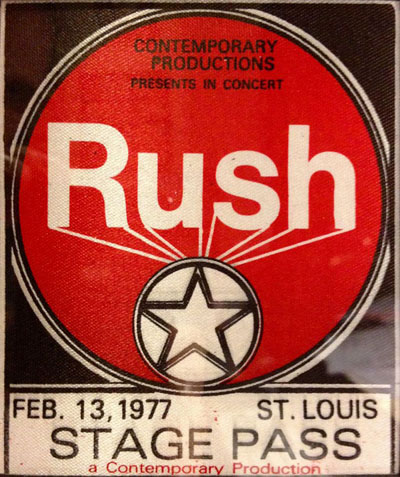 CONTEMPORARY
PRODUCTIONS
PRESENTS IN CONCERT
Rush
FEB. 13, 1977 ST. LOUIS
STAGE PASS
a Contemporary Production